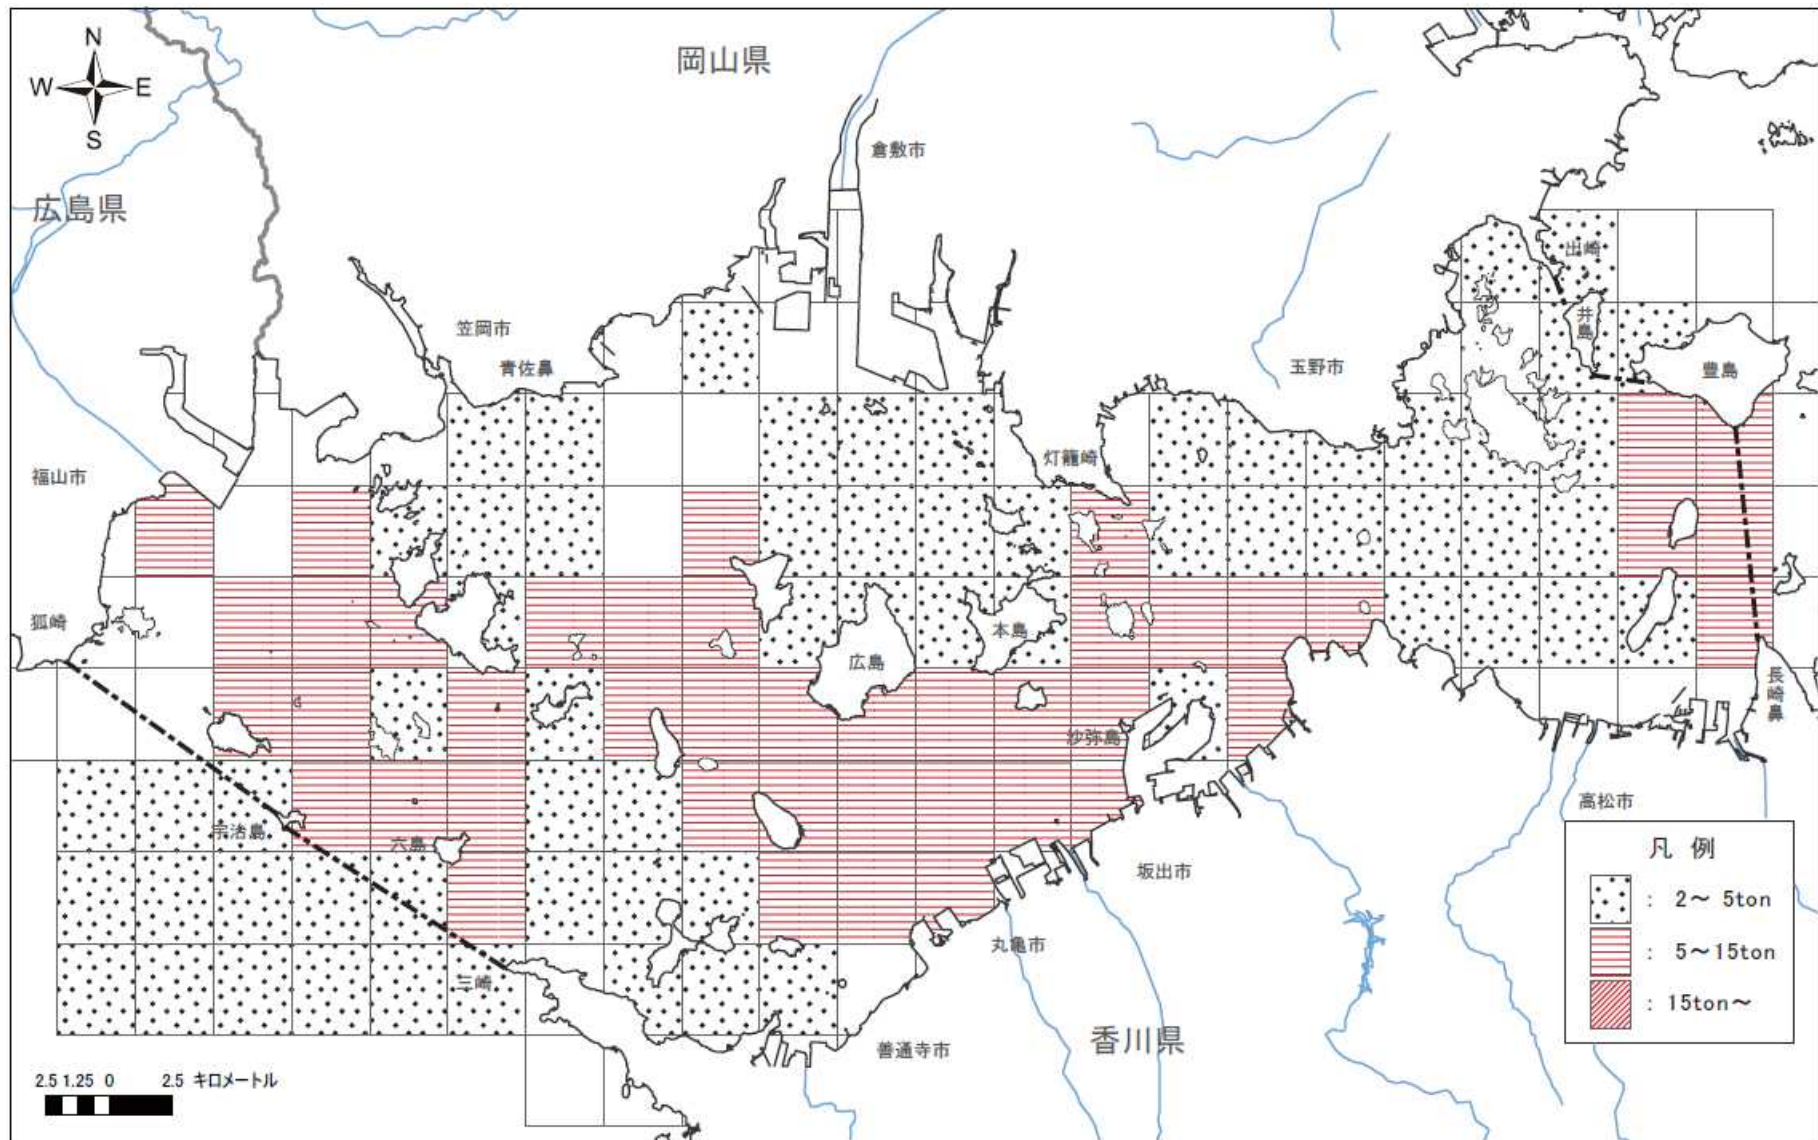 岡山県
N
W E
S
倉敷市
広島県
出崎
井島
笠岡市
青佐鼻
玉野市
豊島
灯籠崎
福山市
狐崎
本島
広島
長崎鼻
沙弥島
高松市
宇治島
六島
坂出市
凡 例
: 2～ 5ton
: 5～15ton
: 15ton～
丸亀市
三崎
香川県
善通寺市
2.5 1.25 0 2.5 キロメートル